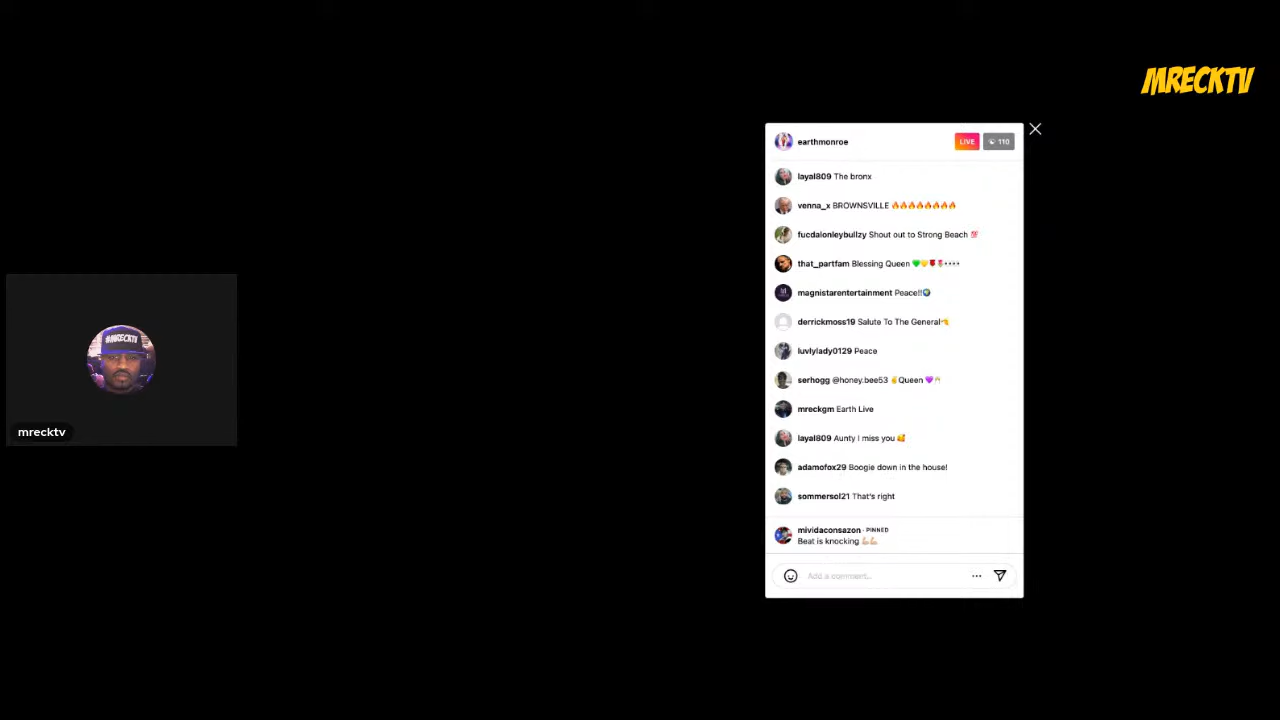 MRECKTV
earthmonroe LIVE 110
layal809 The bronx
venna_x BROWNSVILLE 🔥🔥🔥🔥🔥🔥🔥🔥
fucdaionleybullzy Shout out to Strong Beach 💯
that_partfam Blessing Queen 💚💛🌹🌷👀👀
magnistarentertainment Peace!!🌍
derrickmoss19 Salute To The General🔫
luvlylady0129 Peace
#MRECKTV
serhogg @honey.bee53 ✌Queen 💜
mreckgm Earth Live
mrecktv
layal809 Aunty I miss you 🥰
adamofox29 Boogie down in the house!
sommersol21 That's right
mividaconsazon · PINNED
Beat is knocking 💪🏼💪🏼
Add a comment...